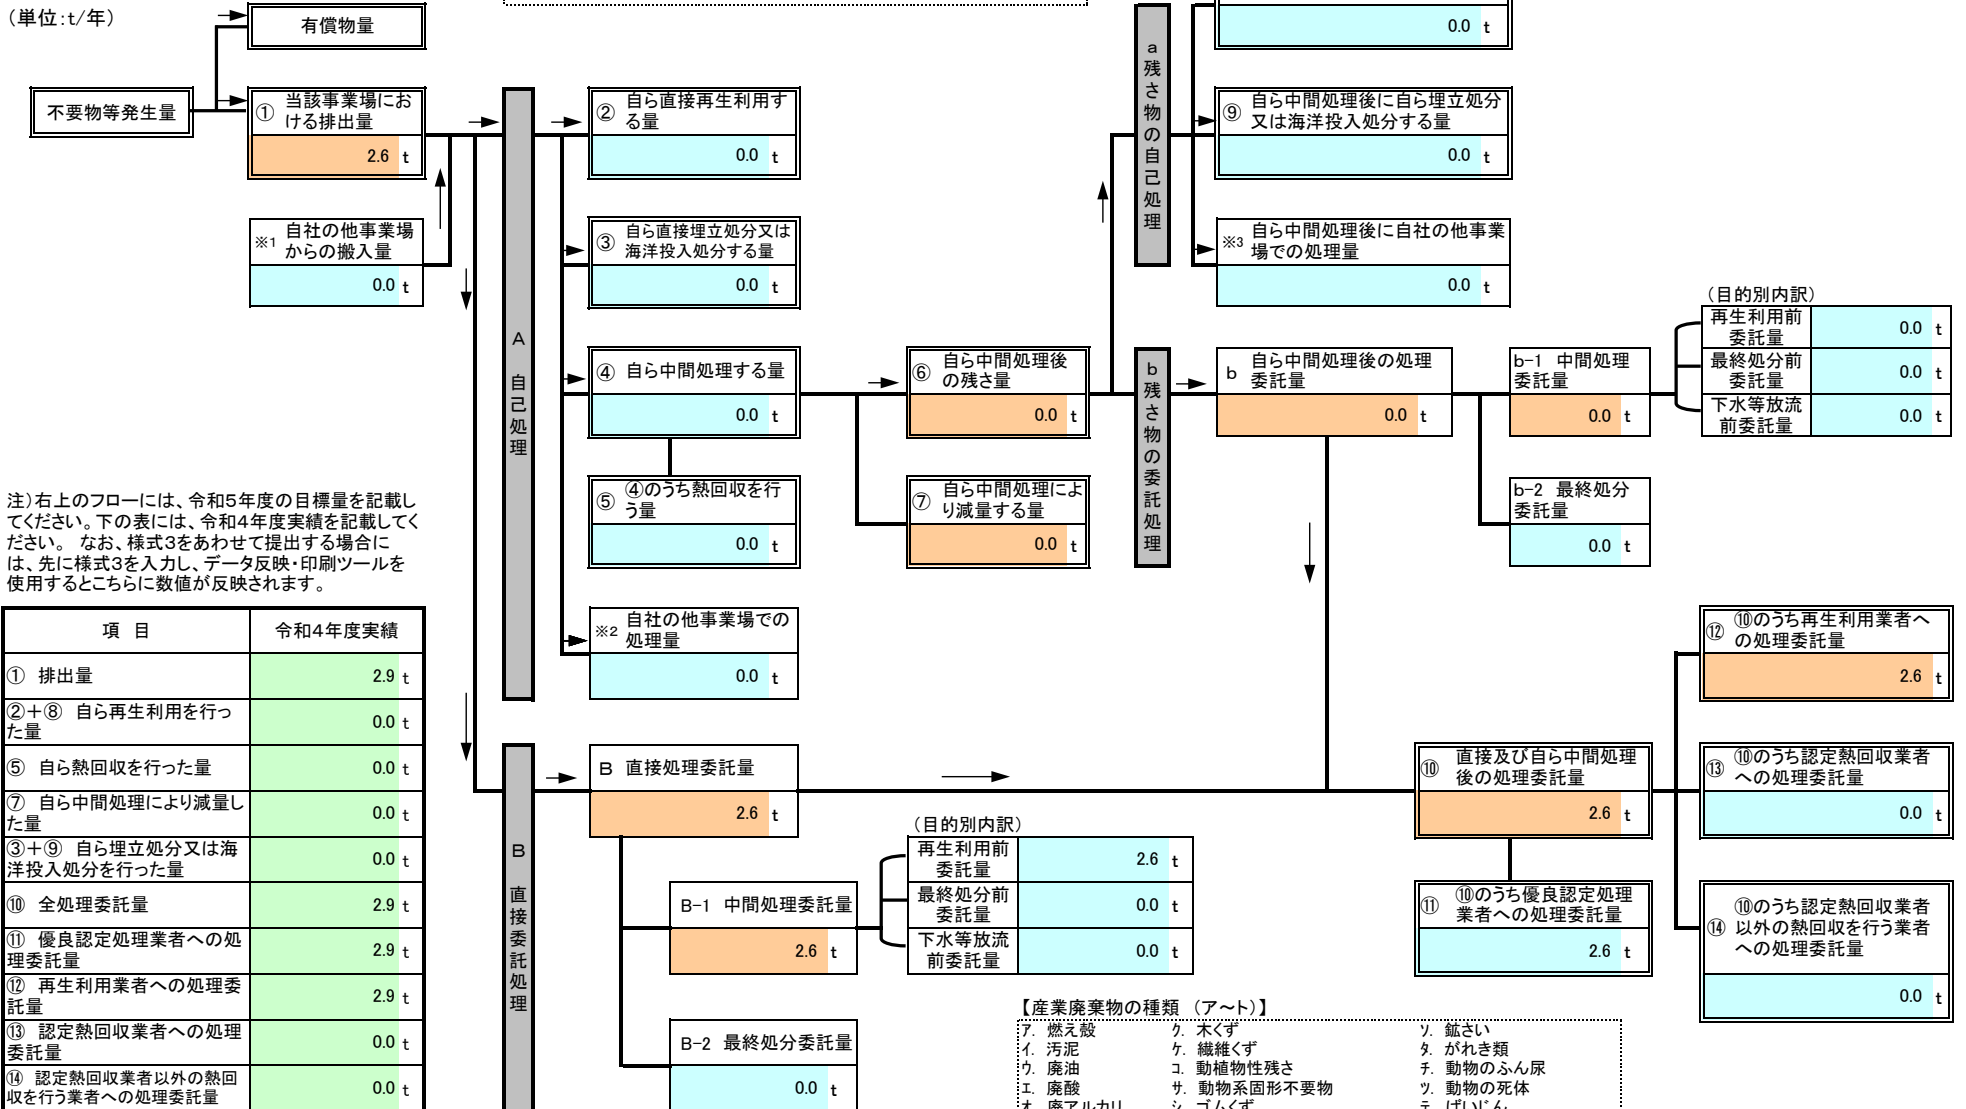 （単位：ｔ/年）
有償物量
不要物等発生量
① 当該事業場にお
ける排出量
2.6 t
※1 自社の他事業場
からの搬入量
0.0 t
A 自己処理
② 自ら直接再生利用す
る量
0.0 t
③ 自ら直接埋立処分又は
海洋投入処分する量
0.0 t
④ 自ら中間処理する量
0.0 t
⑤ ④のうち熱回収を行
う量
0.0 t
※2 自社の他事業場での
処理量
0.0 t
⑥ 自ら中間処理後
の残さ量
0.0 t
⑦ 自ら中間処理によ
り減量する量
0.0 t
a 残さ物の自己処理
0.0 t
⑨ 自ら中間処理後に自ら埋立処分
又は海洋投入処分する量
0.0 t
※3 自ら中間処理後に自社の他事業
場での処理量
0.0 t
b 残さ物の委託処理
b 自ら中間処理後の処理
委託量
0.0 t
b-1 中間処理
委託量
0.0 t
（目的別内訳）
再生利用前
委託量
0.0 t
最終処分前
委託量
0.0 t
下水等放流
前委託量
0.0 t
b-2 最終処分
委託量
0.0 t
注）右上のフローには、令和5年度の目標量を記載し
てください。下の表には、令和4年度実績を記載してく
ださい。 なお、様式3をあわせて提出する場合に
は、先に様式3を入力し、データ反映・印刷ツールを
使用するとこちらに数値が反映されます。
項 目 令和4年度実績
① 排出量 2.9 t
②＋⑧ 自ら再生利用を行っ
た量
0.0 t
⑤ 自ら熱回収を行った量 0.0 t
⑦ 自ら中間処理により減量し
た量
0.0 t
③＋⑨ 自ら埋立処分又は海
洋投入処分を行った量
0.0 t
⑩ 全処理委託量 2.9 t
⑪ 優良認定処理業者への処
理委託量
2.9 t
⑫ 再生利用業者への処理委
託量
2.9 t
⑬ 認定熱回収業者への処理
委託量
0.0 t
⑭ 認定熱回収業者以外の熱回
収を行う業者への処理委託量
0.0 t
B 直接委託処理
B 直接処理委託量
2.6 t
B-1 中間処理委託量
2.6 t
（目的別内訳）
再生利用前
委託量
2.6 t
最終処分前
委託量
0.0 t
下水等放流
前委託量
0.0 t
B-2 最終処分委託量
0.0 t
⑩ 直接及び自ら中間処理
後の処理委託量
2.6 t
⑪ ⑩のうち優良認定処理
業者への処理委託量
2.6 t
⑫ ⑩のうち再生利用業者へ
の処理委託量
2.6 t
⑬ ⑩のうち認定熱回収業者
への処理委託量
0.0 t
⑭ ⑩のうち認定熱回収業者
以外の熱回収を行う業者
への処理委託量
0.0 t
【産業廃棄物の種類 （ア～ト）】
ア. 燃え殻 ク. 木くず ソ. 鉱さい
イ. 汚泥 ケ. 繊維くず タ. がれき類
ウ. 廃油 コ. 動植物性残さ チ. 動物のふん尿
エ. 廃酸 サ. 動物系固形不要物 ツ. 動物の死体
オ. 廃アルカリ シ. ゴムくず テ. ばいじん